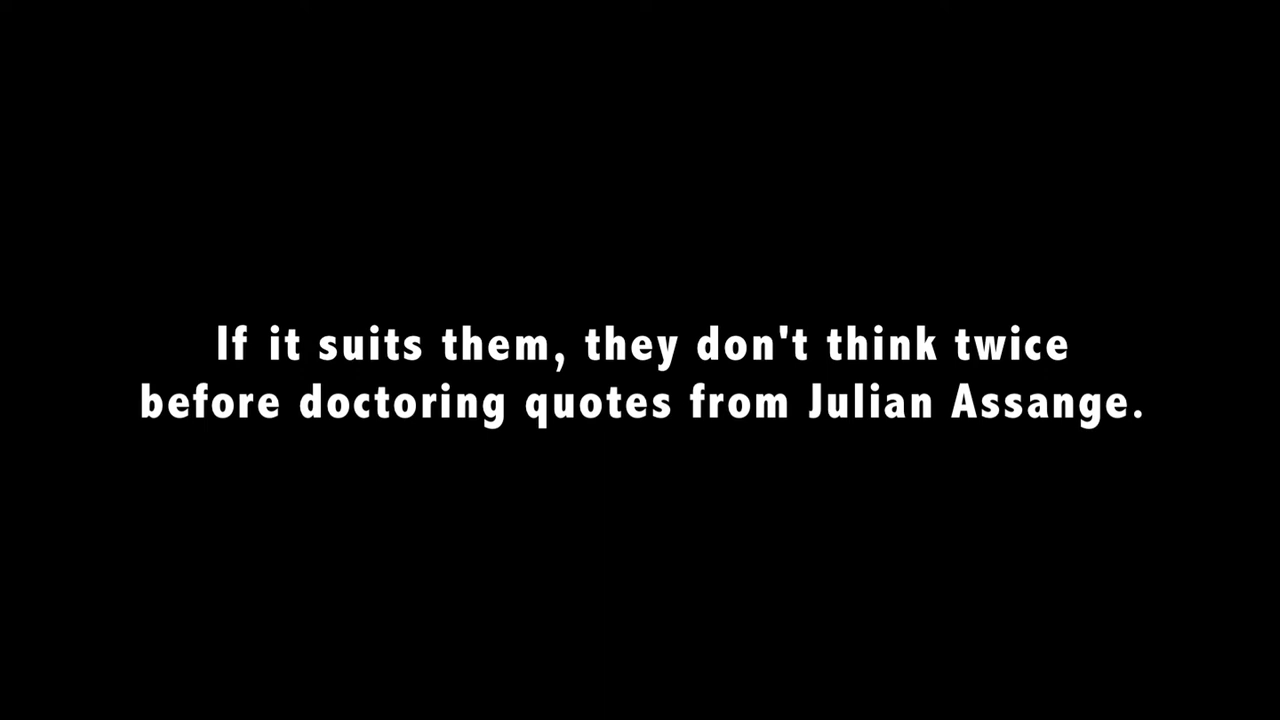 If it suits them, they don't think twice
before doctoring quotes from Julian Assange.